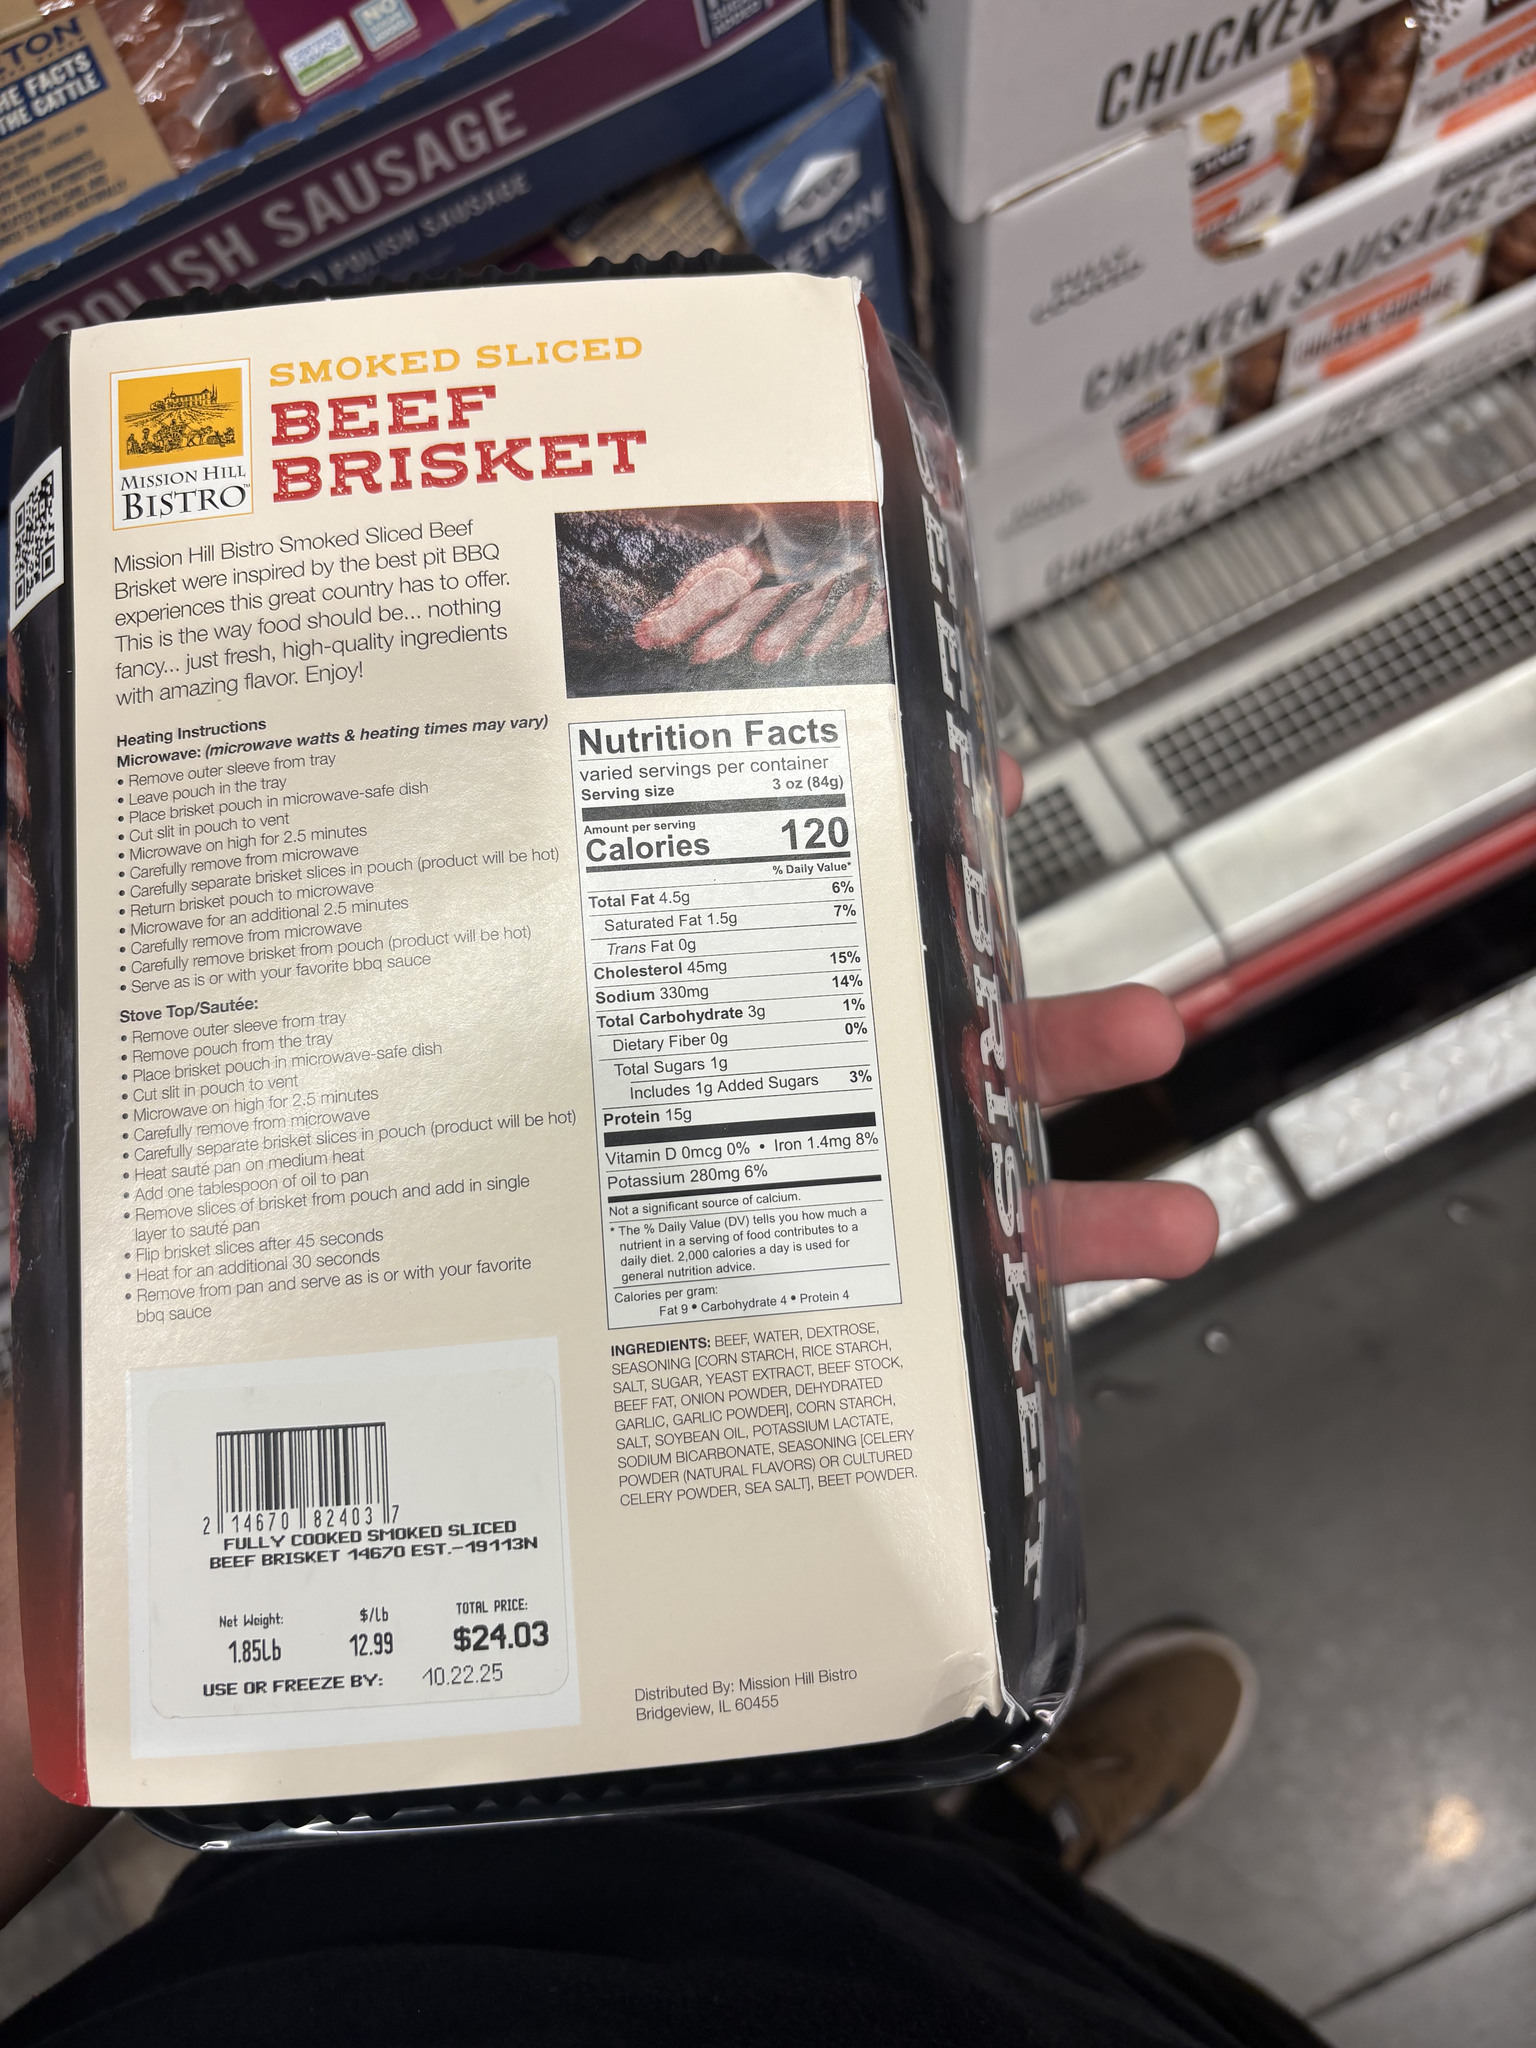 TON
HE FACTS
THE CATTLE
NO
POLISH SAUSAGE
POLISH SAUSAGE
ETON
CHICKEN
FULLY COOKED
CHICKEN SAUSAGE
CHICKEN SAUSAGE
MISSION HILL
BISTRO™
SMOKED SLICED
BEEF
BRISKET
Mission Hill Bistro Smoked Sliced Beef
Brisket were inspired by the best pit BBQ
experiences this great country has to offer.
This is the way food should be... nothing
fancy... just fresh, high-quality ingredients
with amazing flavor. Enjoy!
Heating Instructions
Microwave: (microwave watts & heating times may vary)
• Remove outer sleeve from tray
• Leave pouch in the tray
• Place brisket pouch in microwave-safe dish
• Cut slit in pouch to vent
• Microwave on high for 2.5 minutes
• Carefully remove from microwave
• Carefully separate brisket slices in pouch (product will be hot)
• Return brisket pouch to microwave
• Microwave for an additional 2.5 minutes
• Carefully remove from microwave
• Carefully remove brisket from pouch (product will be hot)
• Serve as is or with your favorite bbq sauce
Stove Top/Sautée:
• Remove outer sleeve from tray
• Remove pouch from the tray
• Place brisket pouch in microwave-safe dish
• Cut slit in pouch to vent
• Microwave on high for 2.5 minutes
• Carefully remove from microwave
• Carefully separate brisket slices in pouch (product will be hot)
• Heat sauté pan on medium heat
• Add one tablespoon of oil to pan
• Remove slices of brisket from pouch and add in single
layer to sauté pan
• Flip brisket slices after 45 seconds
• Heat for an additional 30 seconds
• Remove from pan and serve as is or with your favorite
bbq sauce
Nutrition Facts
varied servings per container
Serving size 3 oz (84g)
Amount per serving
Calories 120
% Daily Value*
Total Fat 4.5g 6%
Saturated Fat 1.5g 7%
Trans Fat 0g
Cholesterol 45mg 15%
Sodium 330mg 14%
Total Carbohydrate 3g 1%
Dietary Fiber 0g 0%
Total Sugars 1g
Includes 1g Added Sugars 3%
Protein 15g
Vitamin D 0mcg 0% • Iron 1.4mg 8%
Potassium 280mg 6%
Not a significant source of calcium.
* The % Daily Value (DV) tells you how much a
nutrient in a serving of food contributes to a
daily diet. 2,000 calories a day is used for
general nutrition advice.
Calories per gram:
Fat 9 • Carbohydrate 4 • Protein 4
INGREDIENTS: BEEF, WATER, DEXTROSE,
SEASONING [CORN STARCH, RICE STARCH,
SALT, SUGAR, YEAST EXTRACT, BEEF STOCK,
BEEF FAT, ONION POWDER, DEHYDRATED
GARLIC, GARLIC POWDER], CORN STARCH,
SALT, SOYBEAN OIL, POTASSIUM LACTATE,
SODIUM BICARBONATE, SEASONING [CELERY
POWDER (NATURAL FLAVORS) OR CULTURED
CELERY POWDER, SEA SALT], BEET POWDER.
2 14670 82403 7
FULLY COOKED SMOKED SLICED
BEEF BRISKET 14670 EST.-19113N
Net Weight: $/lb TOTAL PRICE:
1.85Lb 12.99 $24.03
USE OR FREEZE BY: 10.22.25
Distributed By: Mission Hill Bistro
Bridgeview, IL 60455
BEEF BRISKET